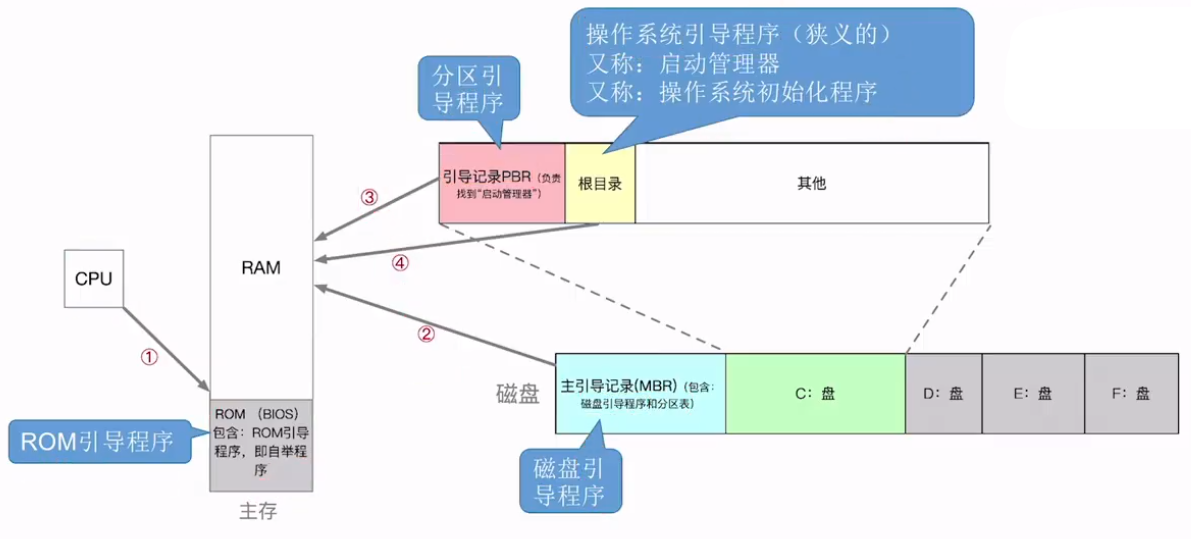 操作系统引导程序（狭义的）
又称：启动管理器
又称：操作系统初始化程序
分区引
导程序
引导记录PBR（负责
找到“启动管理器”）
根目录
其他
③
RAM
④
CPU
②
①
磁盘
主引导记录(MBR)（包含：
磁盘引导程序和分区表）
C：盘
D：盘
E：盘
F：盘
ROM （BIOS）
包含：ROM引导
程序，即自举程
序
ROM引导程序
磁盘引
导程序
主存